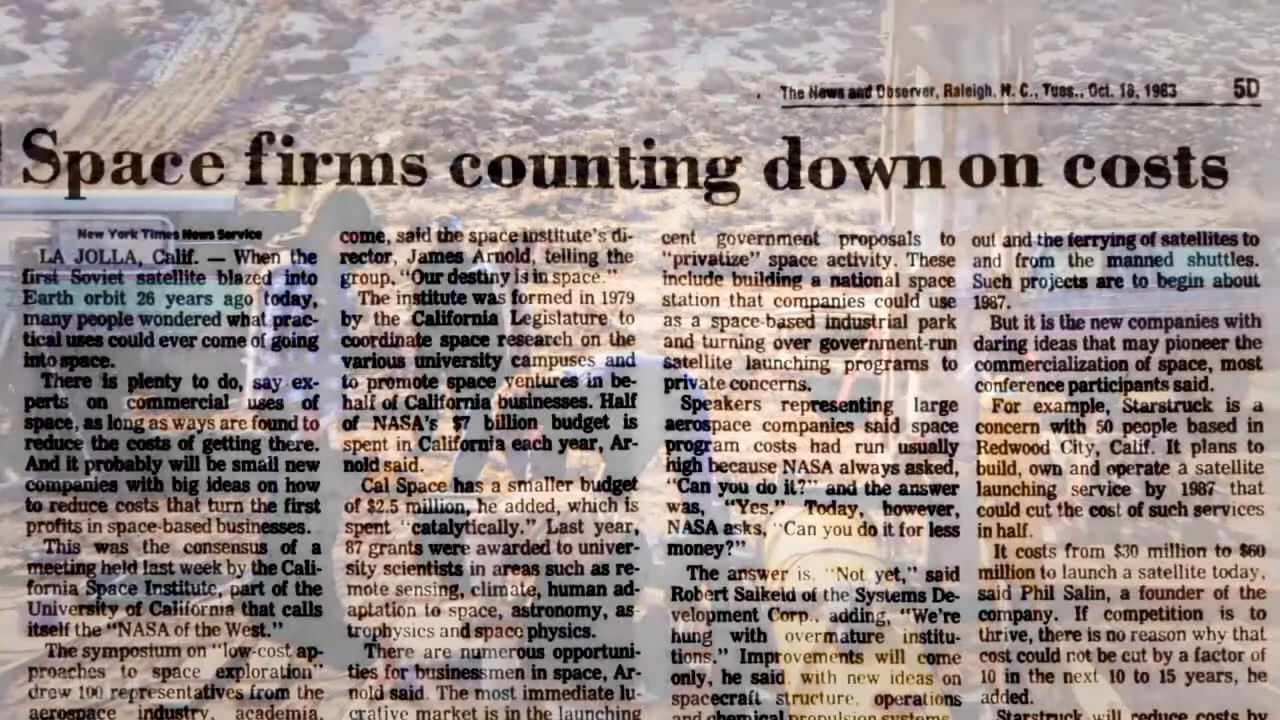 The News and Observer, Raleigh, N. C., Tues., Oct. 18, 1983 5D
Space firms counting down on costs
New York Times News Service
LA JOLLA, Calif. — When the
first Soviet satellite blazed into
Earth orbit 26 years ago today,
many people wondered what prac-
tical uses could ever come of going
into space.
There is plenty to do, say ex-
perts on commercial uses of
space, as long as ways are found to
reduce the costs of getting there.
And it probably will be small new
companies with big ideas on how
to reduce costs that turn the first
profits in space-based businesses.
This was the consensus of a
meeting held last week by the Cali-
fornia Space Institute, part of the
University of California that calls
itself the "NASA of the West."
The symposium on "low-cost ap-
proaches to space exploration"
drew 100 representatives from the
aerospace industry, academia,
come, said the space institute's di-
rector, James Arnold, telling the
group, "Our destiny is in space."
The institute was formed in 1979
by the California Legislature to
coordinate space research on the
various university campuses and
to promote space ventures in be-
half of California businesses. Half
of NASA's $7 billion budget is
spent in California each year, Ar-
nold said.
Cal Space has a smaller budget
of $2.5 million, he added, which is
spent "catalytically." Last year,
87 grants were awarded to univer-
sity scientists in areas such as re-
mote sensing, climate, human ad-
aptation to space, astronomy, as-
trophysics and space physics.
There are numerous opportuni-
ties for businessmen in space, Ar-
nold said. The most immediate lu-
crative market is in the launching
cent government proposals to
"privatize" space activity. These
include building a national space
station that companies could use
as a space-based industrial park
and turning over government-run
satellite launching programs to
private concerns.
Speakers representing large
aerospace companies said space
program costs had run usually
high because NASA always asked,
"Can you do it?" and the answer
was, "Yes." Today, however,
NASA asks, "Can you do it for less
money?"
The answer is, "Not yet," said
Robert Salkeld of the Systems De-
velopment Corp., adding, "We're
hung with overmature institu-
tions." Improvements will come
only, he said, with new ideas on
spacecraft structure, operations
and chemical propulsion systems
out and the ferrying of satellites to
and from the manned shuttles.
Such projects are to begin about
1987.
But it is the new companies with
daring ideas that may pioneer the
commercialization of space, most
conference participants said.
For example, Starstruck is a
concern with 50 people based in
Redwood City, Calif. It plans to
build, own and operate a satellite
launching service by 1987 that
could cut the cost of such services
in half.
It costs from $30 million to $60
million to launch a satellite today,
said Phil Salin, a founder of the
company. If competition is to
thrive, there is no reason why that
cost could not be cut by a factor of
10 in the next 10 to 15 years, he
added.
Starstruck will reduce costs by